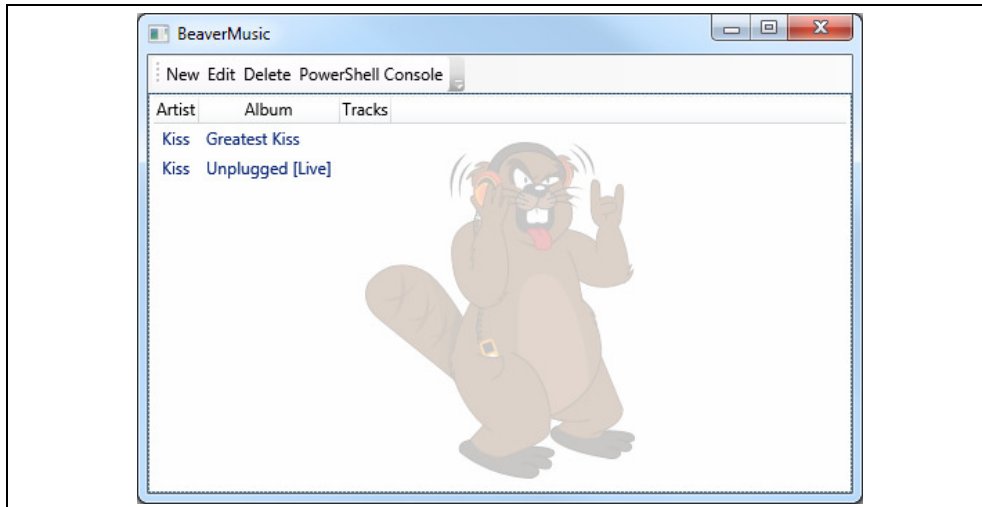 BeaverMusic
New Edit Delete PowerShell Console
Artist Album Tracks
Kiss Greatest Kiss
Kiss Unplugged [Live]